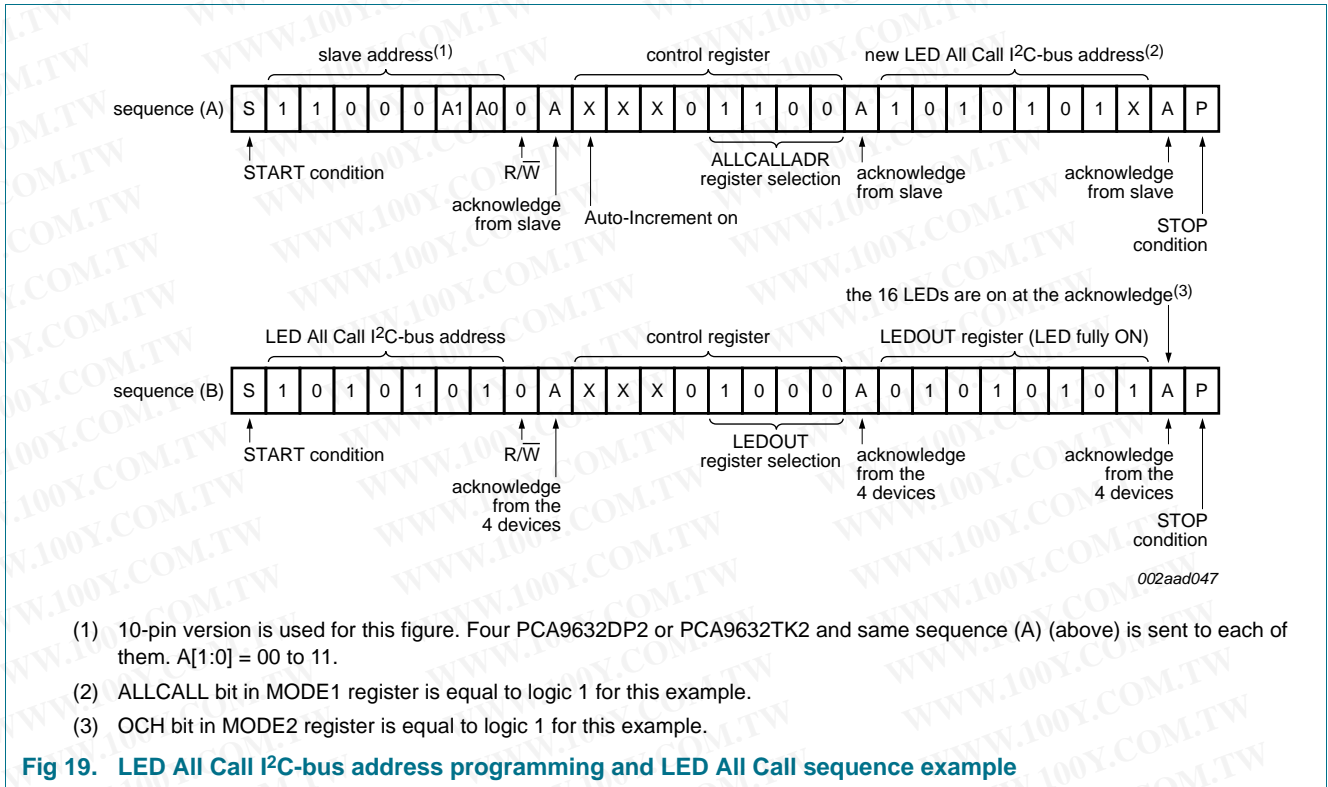 slave address(1) control register new LED All Call I2C-bus address(2)
sequence (A) S 1 1 0 0 0 A1 A0 0 A X X X 0 1 1 0 0 A 1 0 1 0 1 0 1 X A P
START condition R/W acknowledge from slave Auto-Increment on ALLCALLADR register selection acknowledge from slave acknowledge from slave STOP condition
the 16 LEDs are on at the acknowledge(3)
LED All Call I2C-bus address control register LEDOUT register (LED fully ON)
sequence (B) S 1 0 1 0 1 0 1 0 A X X X 0 1 0 0 0 A 0 1 0 1 0 1 0 1 A P
START condition R/W acknowledge from the 4 devices LEDOUT register selection acknowledge from the 4 devices acknowledge from the 4 devices STOP condition
002aad047
(1) 10-pin version is used for this figure. Four PCA9632DP2 or PCA9632TK2 and same sequence (A) (above) is sent to each of
them. A[1:0] = 00 to 11.
(2) ALLCALL bit in MODE1 register is equal to logic 1 for this example.
(3) OCH bit in MODE2 register is equal to logic 1 for this example.
Fig 19. LED All Call I2C-bus address programming and LED All Call sequence example
WWW.100Y.COM.TW